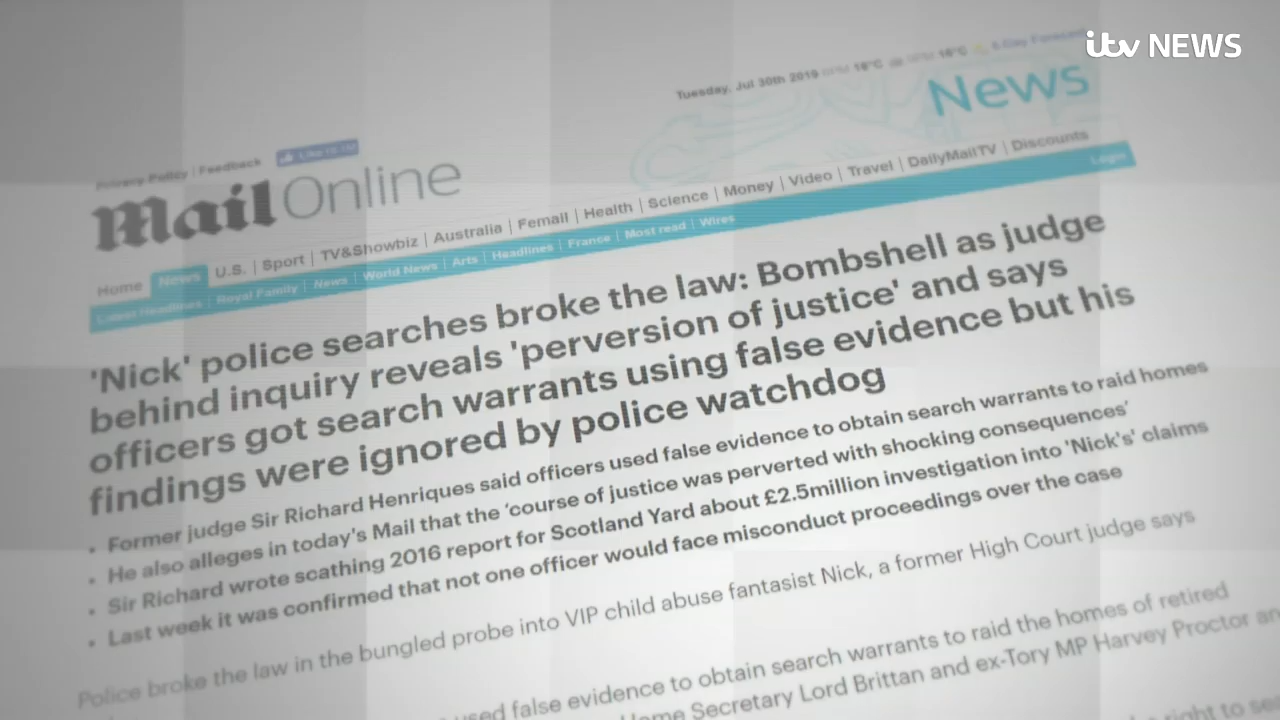 itv NEWS
Tuesday, Jul 30th 2019
News
Privacy Policy | Feedback
Mail Online
Home News U.S. | Sport | TV&Showbiz | Australia | Femail | Health | Science | Money | Video | Travel | DailyMailTV | Discounts
Latest Headlines | Royal Family | News | World News | Arts | Headlines | France | Most read | Wires Login
'Nick' police searches broke the law: Bombshell as judge
behind inquiry reveals 'perversion of justice' and says
officers got search warrants using false evidence but his
findings were ignored by police watchdog
• Former judge Sir Richard Henriques said officers used false evidence to obtain search warrants to raid homes
• He also alleges in today's Mail that the 'course of justice was perverted with shocking consequences'
• Sir Richard wrote scathing 2016 report for Scotland Yard about £2.5million investigation into 'Nick's' claims
• Last week it was confirmed that not one officer would face misconduct proceedings over the case
Police broke the law in the bungled probe into VIP child abuse fantasist Nick, a former High Court judge says
used false evidence to obtain search warrants to raid the homes of retired
Home Secretary Lord Brittan and ex-Tory MP Harvey Proctor
right to